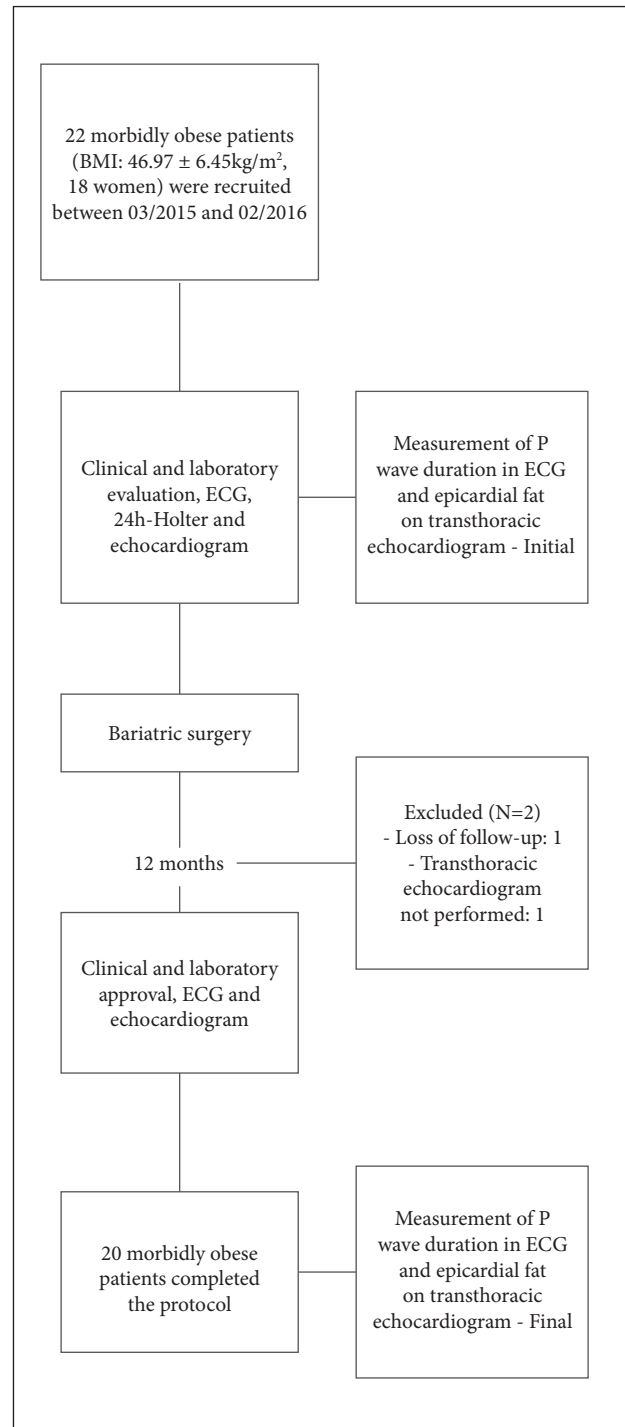 22 morbidly obese patients
(BMI: 46.97 ± 6.45kg/m²,
18 women) were recruited
between 03/2015 and 02/2016
Clinical and laboratory
evaluation, ECG,
24h-Holter and
echocardiogram
Measurement of P
wave duration in ECG
and epicardial fat
on transthoracic
echocardiogram - Initial
Bariatric surgery
12 months
Excluded (N=2)
- Loss of follow-up: 1
- Transthoracic
echocardiogram
not performed: 1
Clinical and laboratory
approval, ECG and
echocardiogram
20 morbidly obese
patients completed
the protocol
Measurement of P
wave duration in ECG
and epicardial fat
on transthoracic
echocardiogram - Final